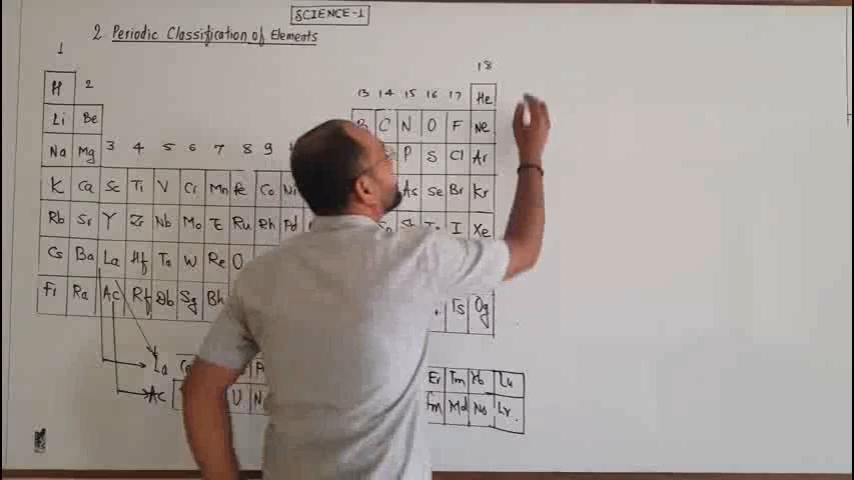 SCIENCE-1
2 Periodic Classification of Elements
1 18
H 2 13 14 15 16 17 He
Li Be C N O F Ne
Na Mg 3 4 5 6 7 8 9 P S Cl Ar
K Ca Sc Ti V Cr Mn Fe Co Ni As Se Br Kr
Rb Sr Y Zr Nb Mo Ru Rh Pd I Xe
Cs Ba La Hf Ta W Re O
Fr Ra Ac Rf Db Sg Bh Ts Og
La Er Tm Yb Lu
Ac U N Fm Md No Lr